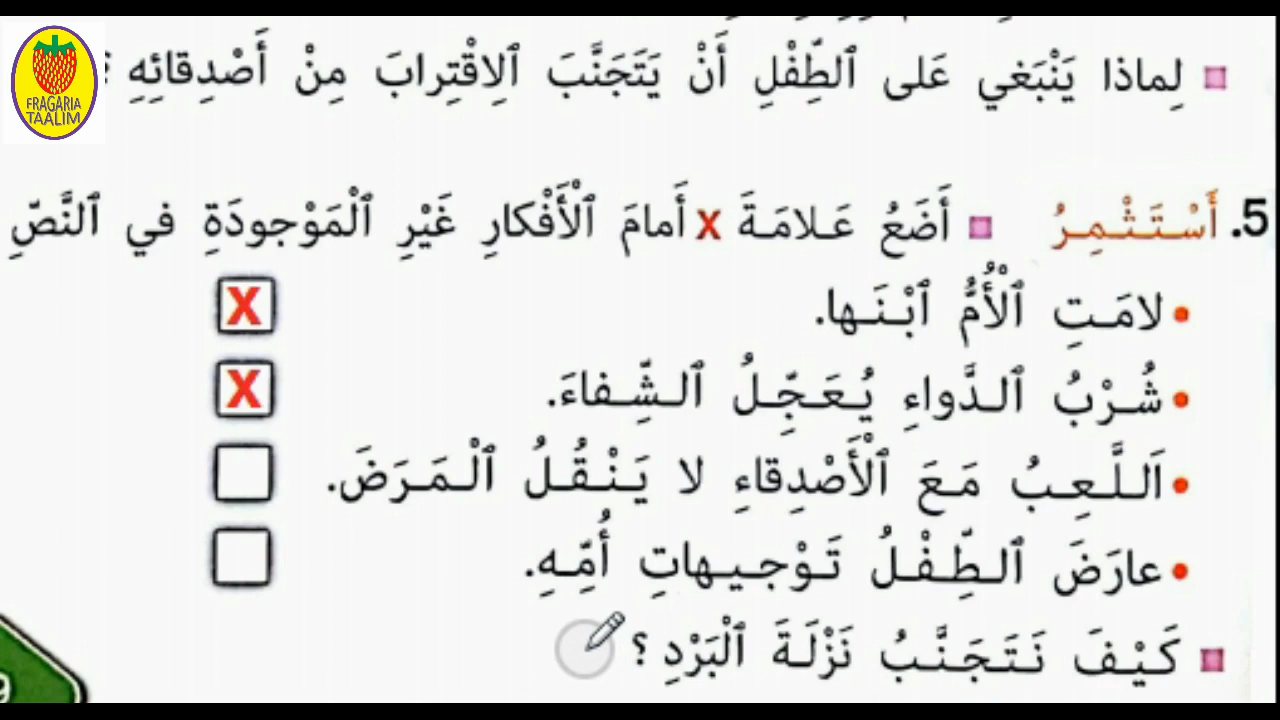 FRAGARIA
TAALIM
لِماذا يَنْبَغي عَلى ٱلطِّفْلِ أَنْ يَتَجَنَّبَ ٱلِاقْتِرابَ مِنْ أَصْدِقائِهِ ؟
5. أَسْتَثْمِرُ أَضَعُ عَلامَةَ X أَمامَ ٱلْأَفْكارِ غَيْرِ ٱلْمَوْجودَةِ في ٱلنَّصِّ
• لامَتِ ٱلْأُمُّ ٱبْنَها. X
• شُرْبُ ٱلدَّواءِ يُعَجِّلُ ٱلشِّفاءَ. X
• اَللَّعِبُ مَعَ ٱلْأَصْدِقاءِ لا يَنْقُلُ ٱلْمَرَضَ.
• عارَضَ ٱلطِّفْلُ تَوْجيهاتِ أُمِّهِ.
كَيْفَ نَتَجَنَّبُ نَزْلَةَ ٱلْبَرْدِ ؟